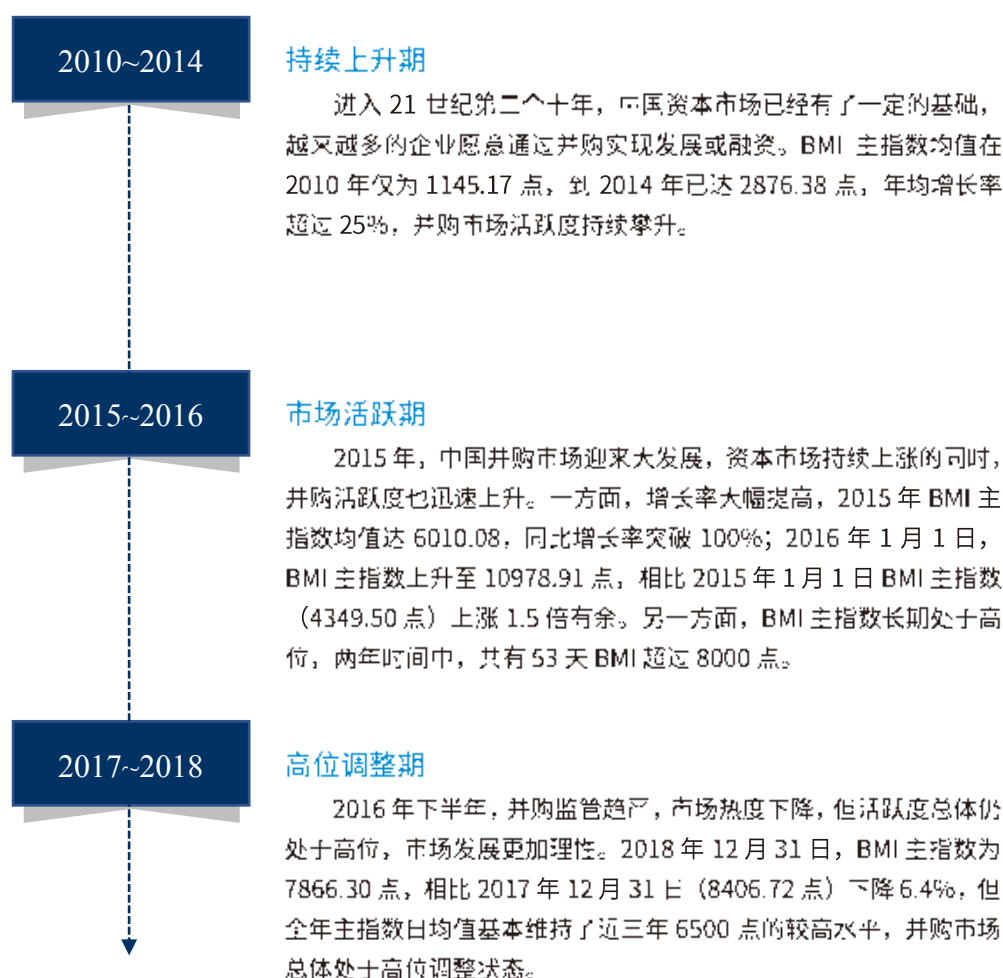 2010~2014
持续上升期
进入 21 世纪第二个十年，中国资本市场已经有了一定的基础，
越来越多的企业愿意通过并购实现发展或融资。BMI 主指数均值在
2010 年仅为 1145.17 点，到 2014 年已达 2876.38 点，年均增长率
超过 25%，并购市场活跃度持续攀升。
2015~2016
市场活跃期
2015 年，中国并购市场迎来大发展，资本市场持续上涨的同时，
并购活跃度也迅速上升。一方面，增长率大幅提高，2015 年 BMI 主
指数均值达 6010.08，同比增长率突破 100%；2016 年 1 月 1 日，
BMI 主指数上升至 10978.91 点，相比 2015 年 1 月 1 日 BMI 主指数
（4349.50 点）上涨 1.5 倍有余。另一方面，BMI 主指数长期处于高
位，两年时间中，共有 53 天 BMI 超过 8000 点。
2017~2018
高位调整期
2016 年下半年，并购监管趋严，市场热度下降，但活跃度总体仍
处于高位，市场发展更加理性。2018 年 12 月 31 日，BMI 主指数为
7866.30 点，相比 2017 年 12 月 31 日（8406.72 点）下降 6.4%，但
全年主指数日均值基本维持了近三年 6500 点的较高水平，并购市场
总体处于高位调整状态。